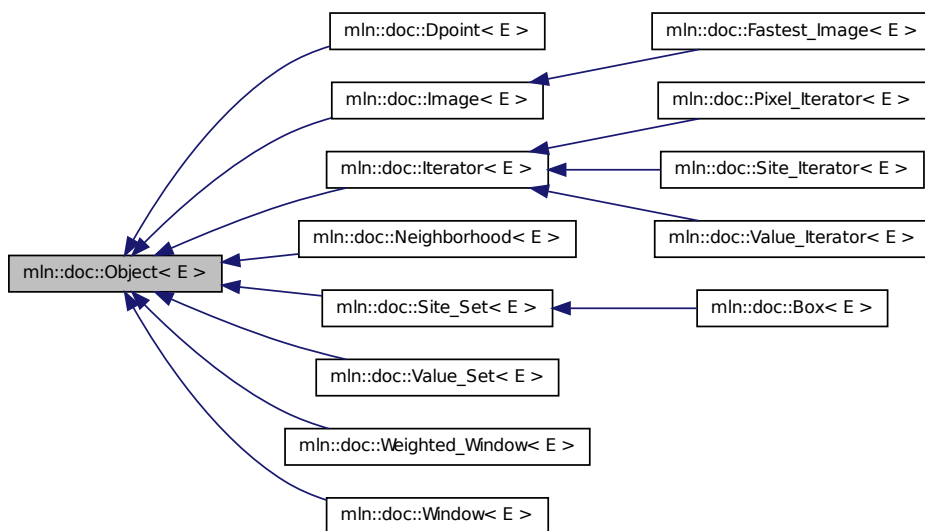 mln::doc::Dpoint< E >
mln::doc::Fastest_Image< E >
mln::doc::Image< E >
mln::doc::Pixel_Iterator< E >
mln::doc::Iterator< E >
mln::doc::Site_Iterator< E >
mln::doc::Neighborhood< E >
mln::doc::Value_Iterator< E >
mln::doc::Object< E >
mln::doc::Site_Set< E >
mln::doc::Box< E >
mln::doc::Value_Set< E >
mln::doc::Weighted_Window< E >
mln::doc::Window< E >